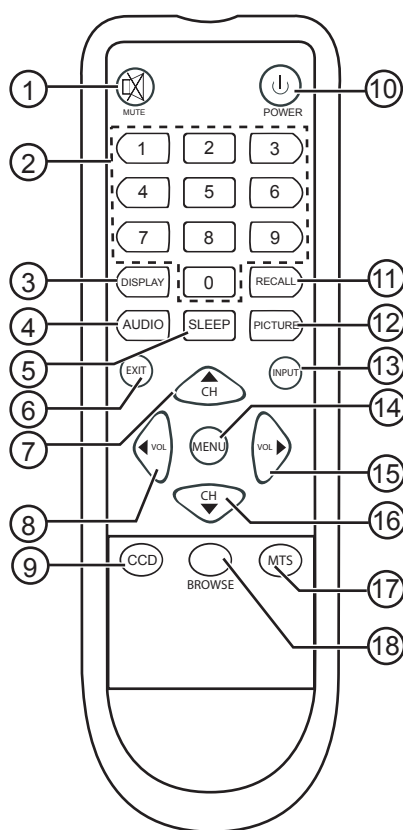 1
10
MUTE
POWER
2
1 2 3
4 5 6
7 8 9
3
DISPLAY 0 RECALL
11
4
AUDIO SLEEP PICTURE
12
5
EXIT
INPUT
13
6
CH
7
14
VOL MENU VOL
15
8
CH
16
9
CCD
BROWSE
MTS
17
18